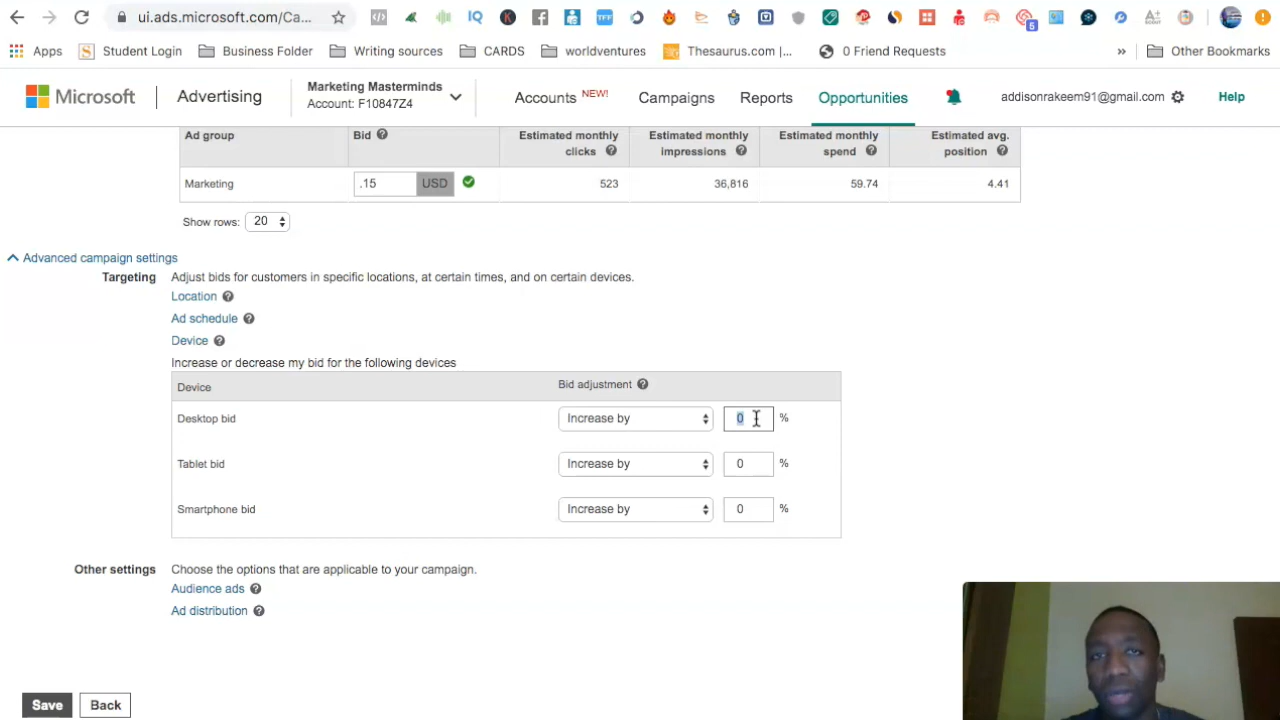 ui.ads.microsoft.com/Ca...
IQ
K
TFF
5
A
Apps
S
Student Login
Business Folder
Writing sources
CARDS
worldventures
Thesaurus.com |...
0 Friend Requests
»
Other Bookmarks
Microsoft
Advertising
Marketing Masterminds
Account: F10847Z4
Accounts NEW!
Campaigns
Reports
Opportunities
addisonrakeem91@gmail.com
Help
Ad group
Bid ?
Estimated monthly
clicks ?
Estimated monthly
impressions ?
Estimated monthly
spend ?
Estimated avg.
position ?
Marketing
.15 USD
523
36,816
59.74
4.41
Show rows: 20
Advanced campaign settings
Targeting Adjust bids for customers in specific locations, at certain times, and on certain devices.
Location ?
Ad schedule ?
Device ?
Increase or decrease my bid for the following devices
Device Bid adjustment ?
Desktop bid Increase by 0 %
Tablet bid Increase by 0 %
Smartphone bid Increase by 0 %
Other settings Choose the options that are applicable to your campaign.
Audience ads ?
Ad distribution ?
Save Back